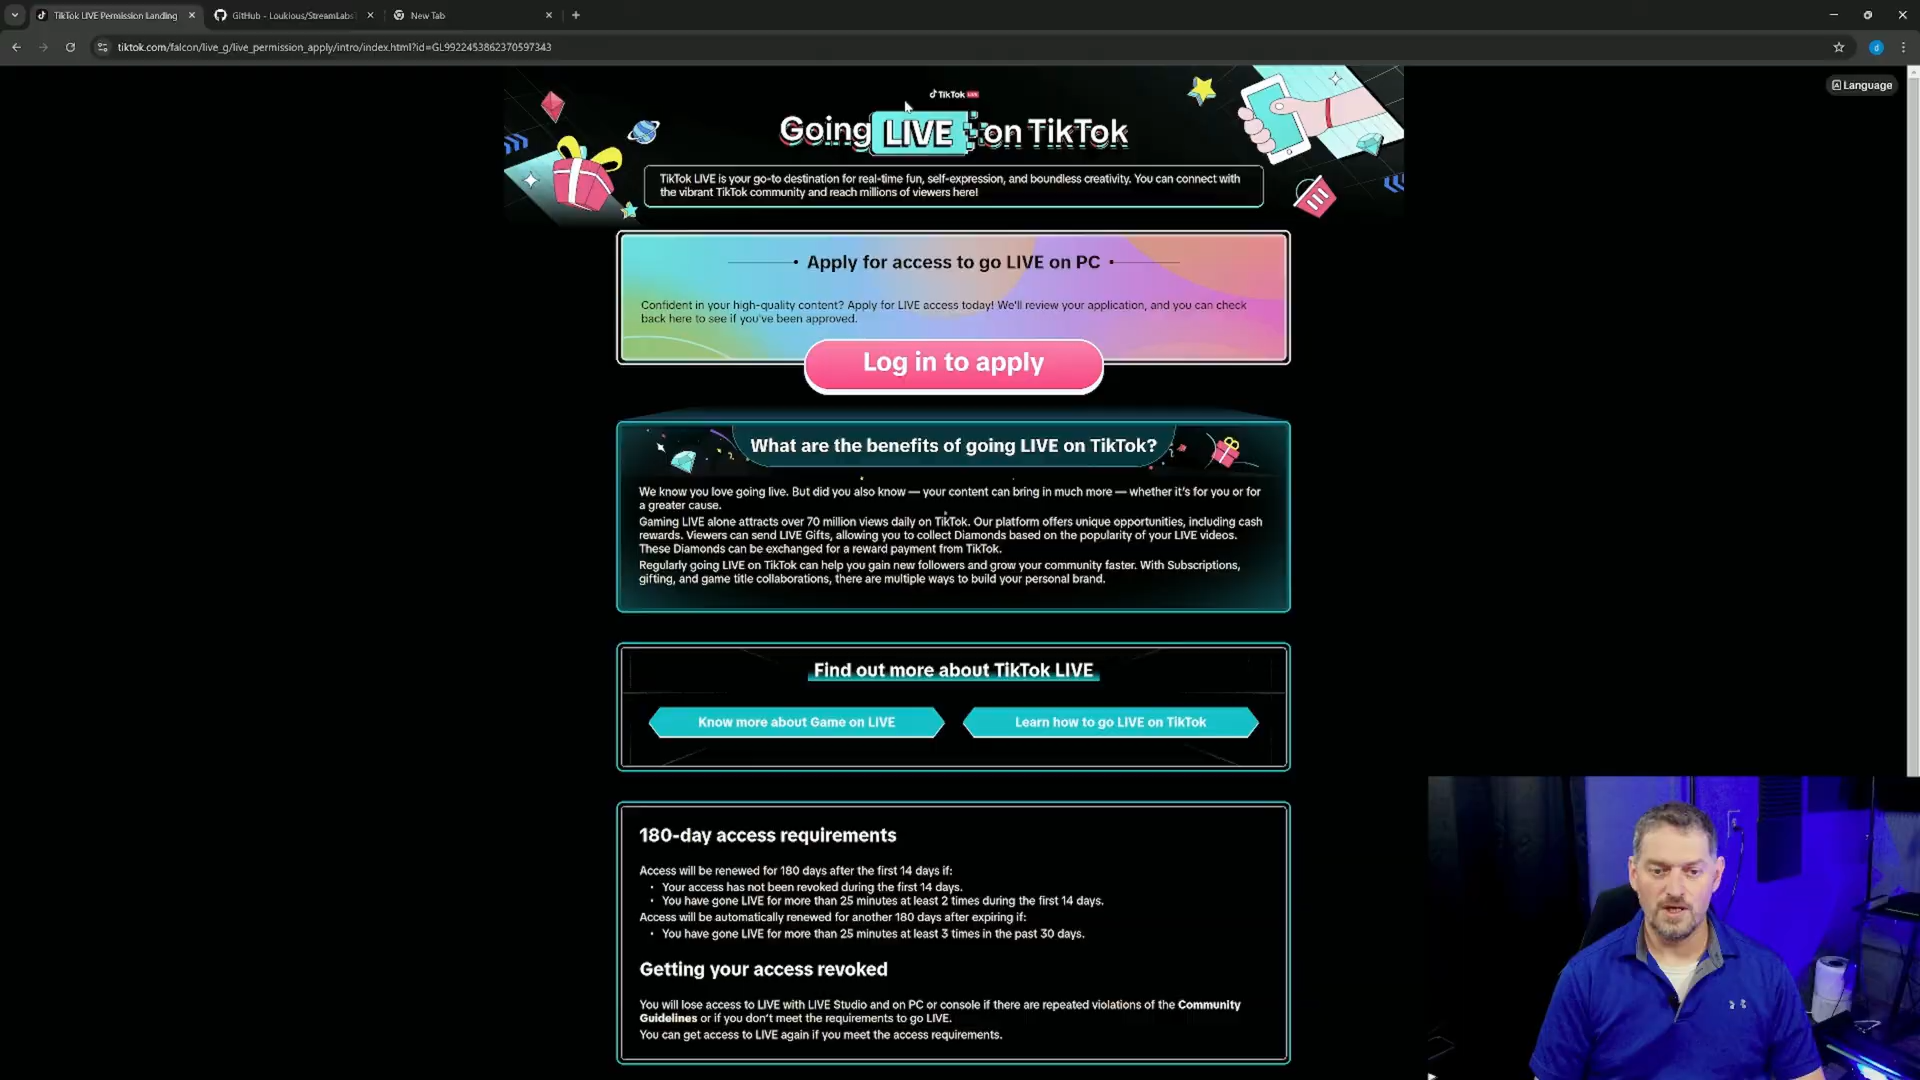 TikTok LIVE Permission Landing
GitHub - Loukious/StreamLabs
New Tab
tiktok.com/falcon/live_g/live_permission_apply/intro/index.html?id=GL9922453862370597343
d
Language
TikTok LIVE
Going LIVE on TikTok
TikTok LIVE is your go-to destination for real-time fun, self-expression, and boundless creativity. You can connect with
the vibrant TikTok community and reach millions of viewers here!
Apply for access to go LIVE on PC
Confident in your high-quality content? Apply for LIVE access today! We'll review your application, and you can check
back here to see if you've been approved.
Log in to apply
What are the benefits of going LIVE on TikTok?
We know you love going live. But did you also know — your content can bring in much more — whether it's for you or for
a greater cause.
Gaming LIVE alone attracts over 70 million views daily on TikTok. Our platform offers unique opportunities, including cash
rewards. Viewers can send LIVE Gifts, allowing you to collect Diamonds based on the popularity of your LIVE videos.
These Diamonds can be exchanged for a reward payment from TikTok.
Regularly going LIVE on TikTok can help you gain new followers and grow your community faster. With Subscriptions,
gifting, and game title collaborations, there are multiple ways to build your personal brand.
Find out more about TikTok LIVE
Know more about Game on LIVE
Learn how to go LIVE on TikTok
180-day access requirements
Access will be renewed for 180 days after the first 14 days if:
• Your access has not been revoked during the first 14 days.
• You have gone LIVE for more than 25 minutes at least 2 times during the first 14 days.
Access will be automatically renewed for another 180 days after expiring if:
• You have gone LIVE for more than 25 minutes at least 3 times in the past 30 days.
Getting your access revoked
You will lose access to LIVE with LIVE Studio and on PC or console if there are repeated violations of the Community
Guidelines or if you don't meet the requirements to go LIVE.
You can get access to LIVE again if you meet the access requirements.